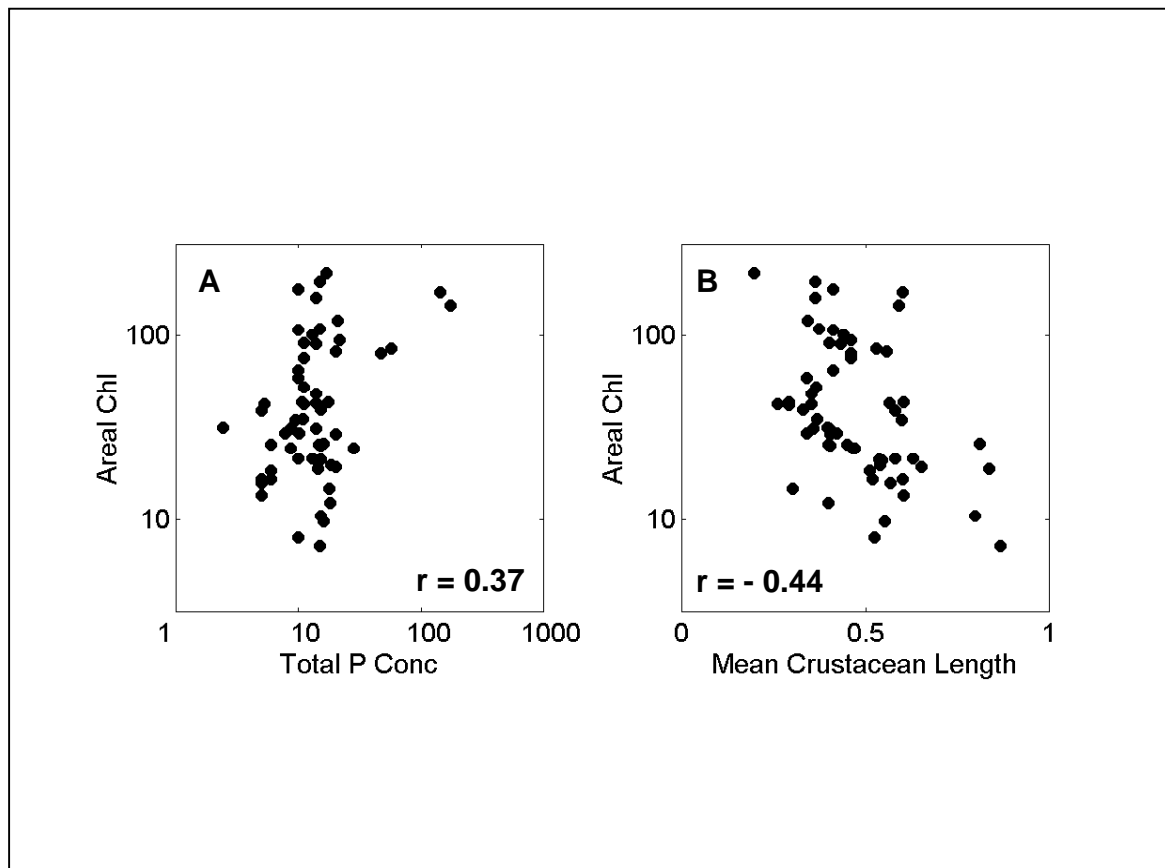 A
Areal Chl
100
10
r = 0.37
1 10 100 1000
Total P Conc
B
Areal Chl
100
10
r = - 0.44
0 0.5 1
Mean Crustacean Length